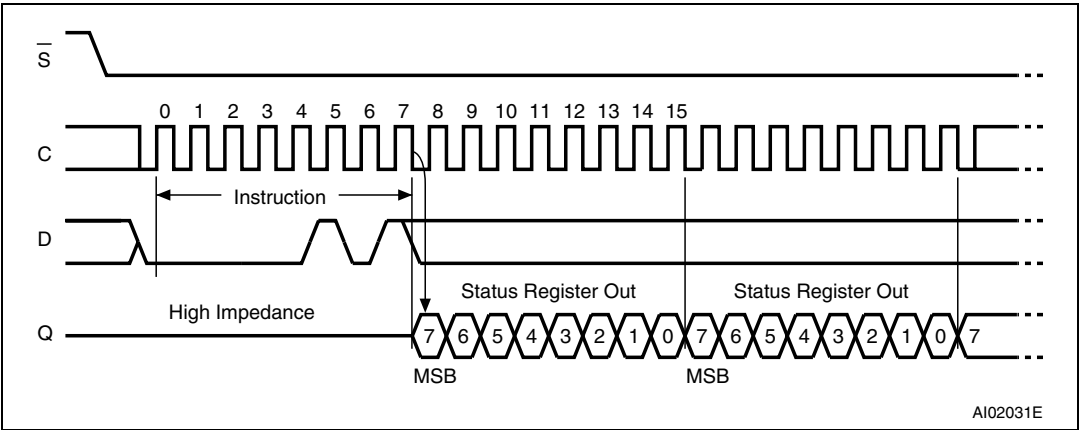 S
0 1 2 3 4 5 6 7 8 9 10 11 12 13 14 15
C
Instruction
D
High Impedance
Status Register Out Status Register Out
Q
7 6 5 4 3 2 1 0 7 6 5 4 3 2 1 0 7
MSB MSB
AI02031E